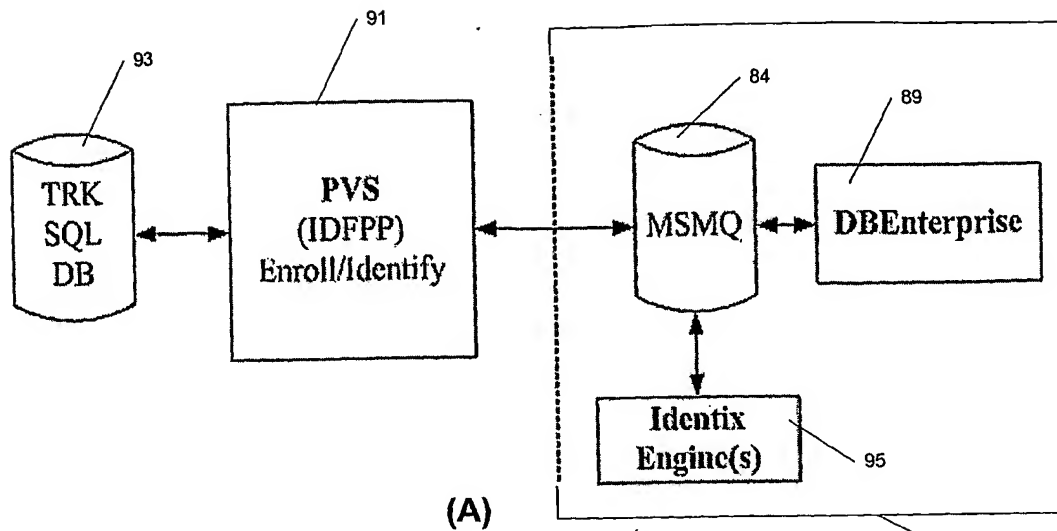 93
91
84
89
TRK
SQL
DB
PVS
(IDFPP)
Enroll/Identify
MSMQ
DBEnterprise
Identix
Engine(s)
95
(A)